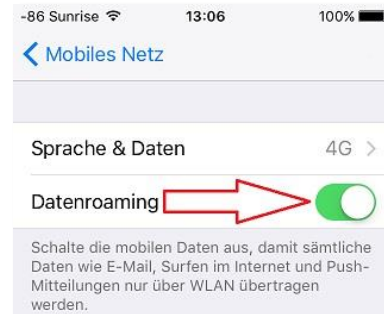 -86 Sunrise 13:06 100%
Mobiles Netz
Sprache & Daten 4G
Datenroaming
Schalte die mobilen Daten aus, damit sämtliche
Daten wie E-Mail, Surfen im Internet und Push-
Mitteilungen nur über WLAN übertragen
werden.